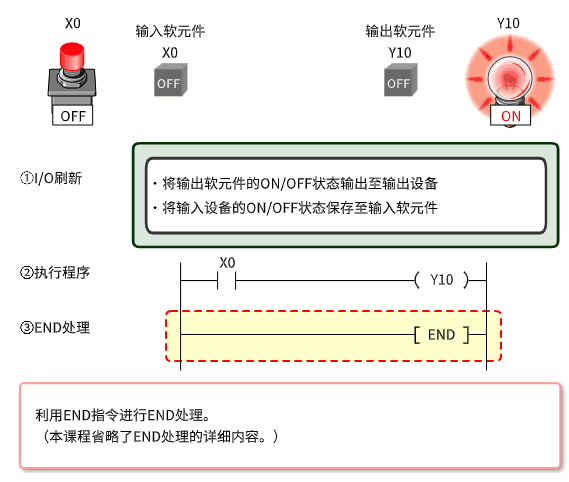 X0
输入软元件
X0
OFF
OFF
输出软元件
Y10
OFF
Y10
ON
①I/O刷新
・将输出软元件的ON/OFF状态输出至输出设备
・将输入设备的ON/OFF状态保存至输入软元件
②执行程序
X0
Y10
③END处理
END
利用END指令进行END处理。
（本课程省略了END处理的详细内容。）